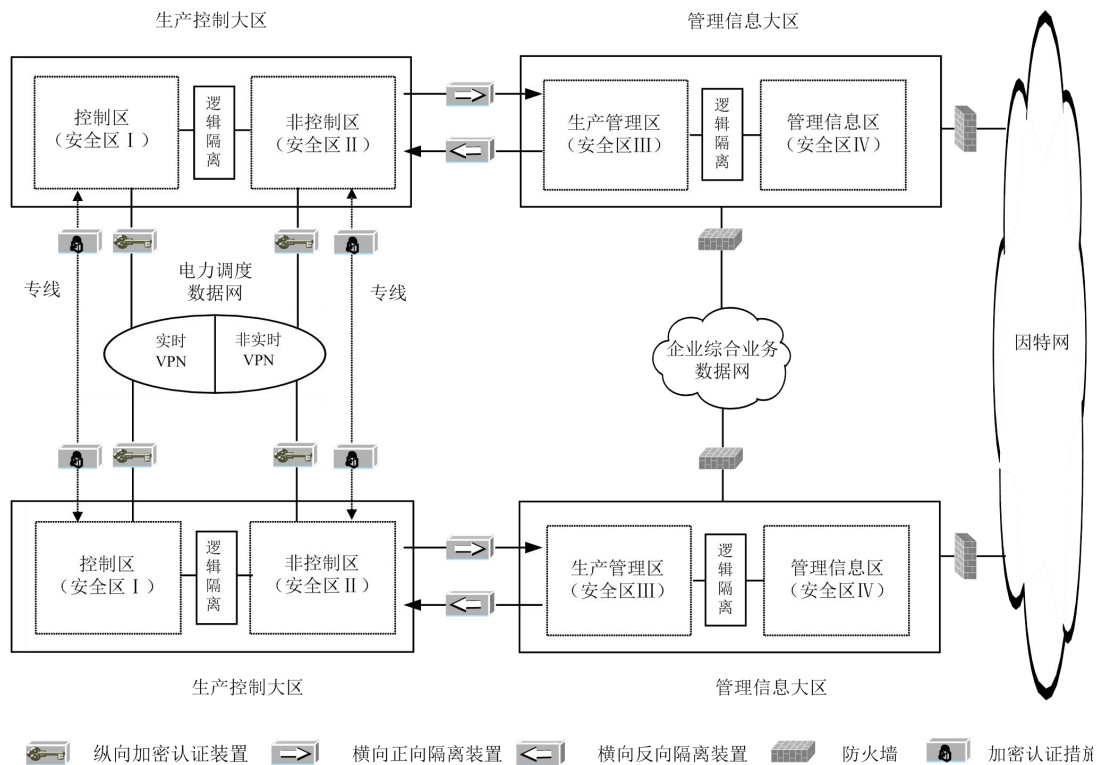 生产控制大区
管理信息大区
控制区
（安全区Ⅰ）
逻辑隔离
非控制区
（安全区Ⅱ）
生产管理区
（安全区III）
逻辑隔离
管理信息区
（安全区IV）
专线
电力调度
数据网
专线
实时
VPN
非实时
VPN
企业综合业务
数据网
因特网
控制区
（安全区Ⅰ）
逻辑隔离
非控制区
（安全区Ⅱ）
生产管理区
（安全区III）
逻辑隔离
管理信息区
（安全区IV）
生产控制大区
管理信息大区
纵向加密认证装置
横向正向隔离装置
横向反向隔离装置
防火墙
加密认证措施